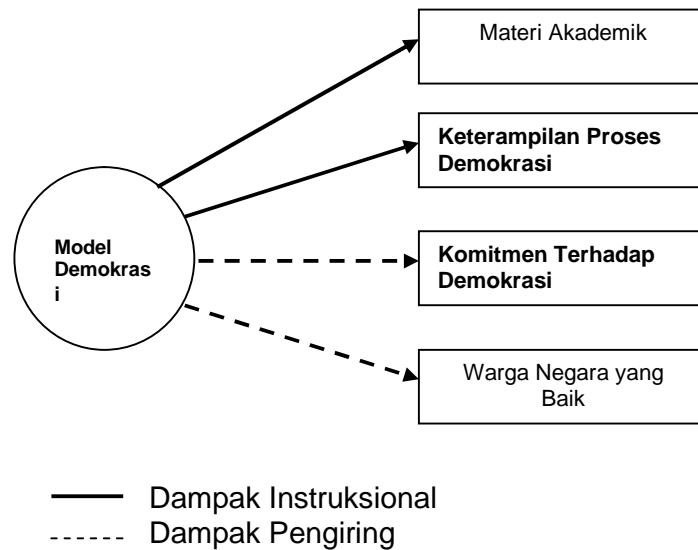 Materi Akademik
Keterampilan Proses
Demokrasi
Model
Demokras
i
Komitmen Terhadap
Demokrasi
Warga Negara yang
Baik
Dampak Instruksional
Dampak Pengiring